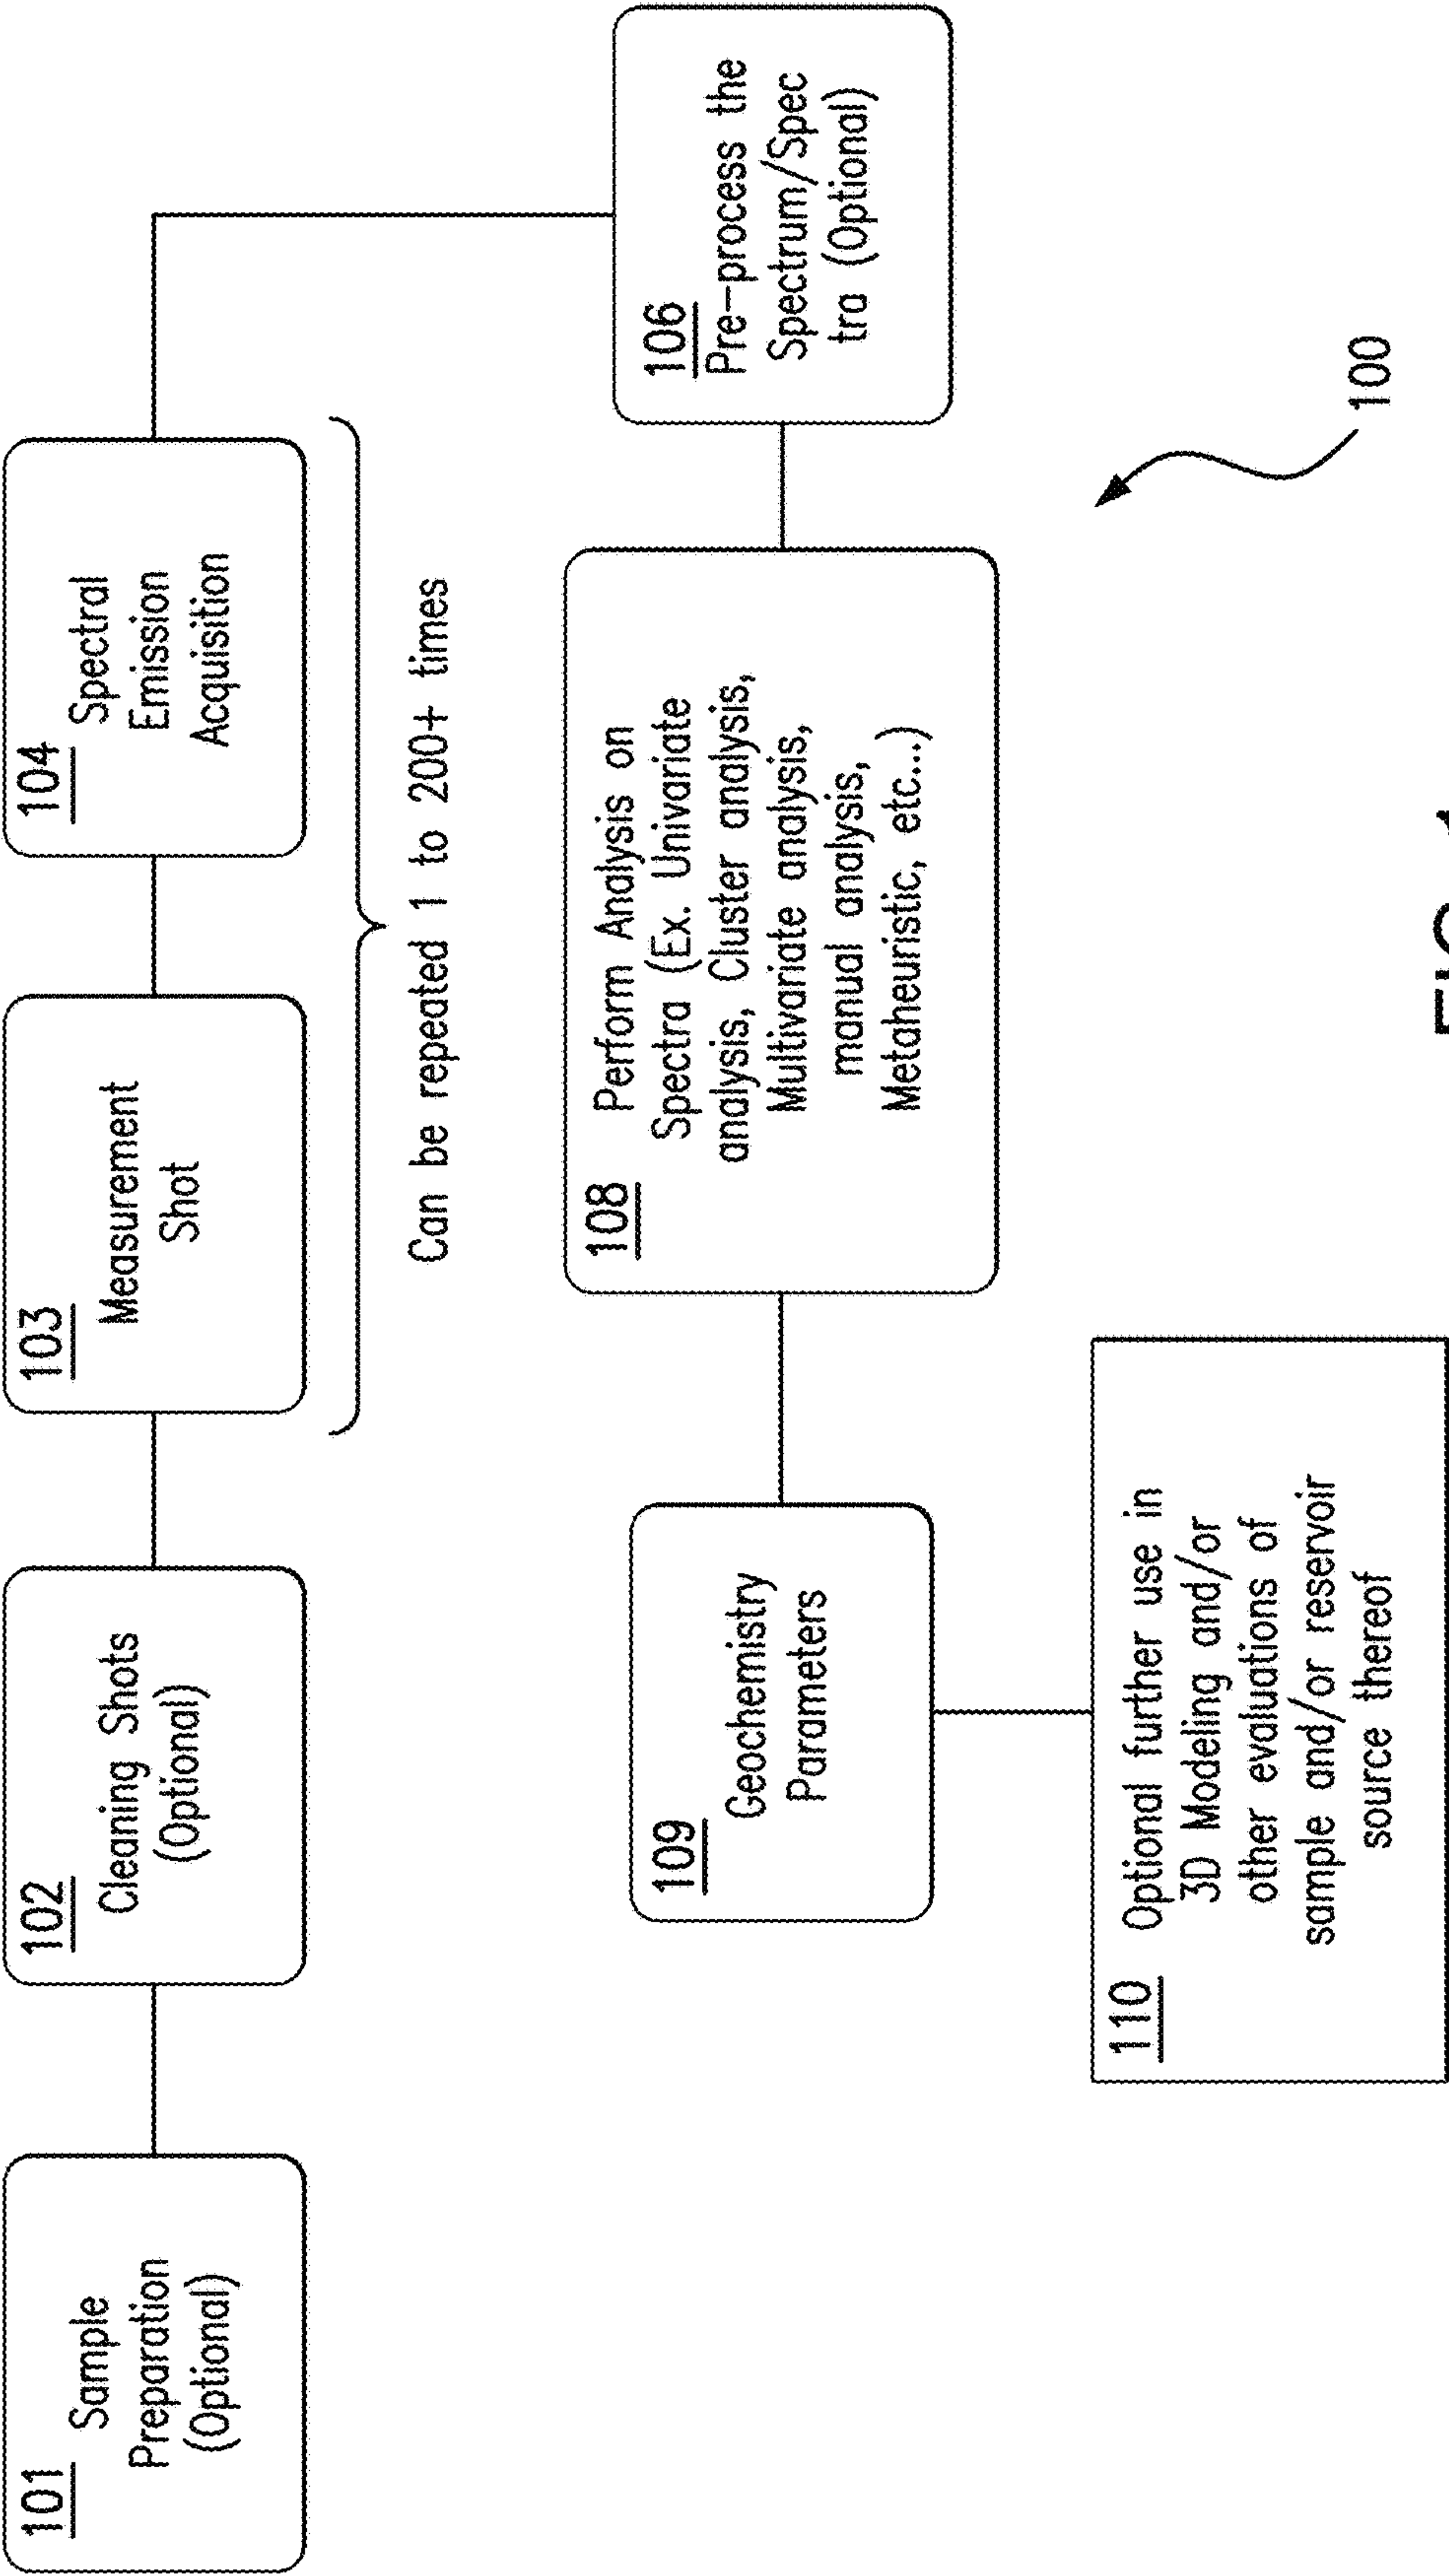 101
Sample
Preparation
(Optional)
102
Cleaning Shots
(Optional)
103
Measurement
Shot
104
Spectral
Emission
Acquisition
Can be repeated 1 to 200+ times
106
Pre-process the
Spectrum/Spec
tra (Optional)
108
Perform Analysis on
Spectra (Ex. Univariate
analysis, Cluster analysis,
Multivariate analysis,
manual analysis,
Metaheuristic, etc...)
109
Geochemistry
Parameters
110
Optional further use in
3D Modeling and/or
other evaluations of
sample and/or reservoir
source thereof
100